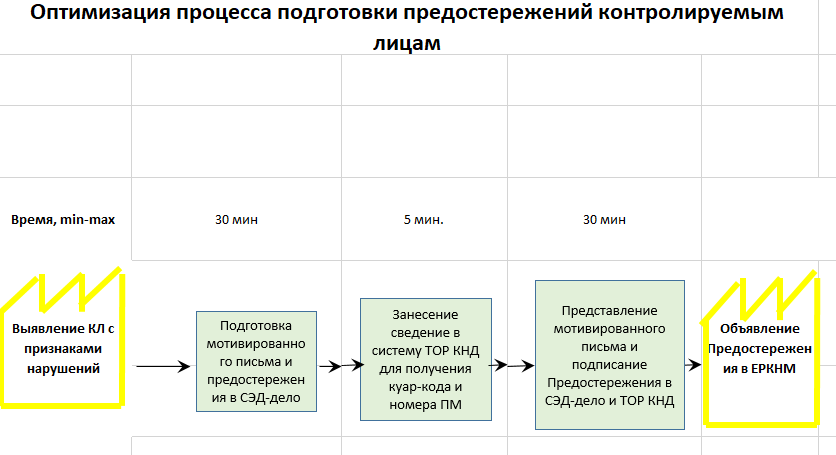 Оптимизация процесса подготовки предостережений контролируемым
лицам
Время, min-max
30 мин
5 мин.
30 мин
Выявление КЛ с
признаками
нарушений
Подготовка
мотивированно
го письма и
предостережен
ия в СЭД-дело
Занесение
сведение в
систему ТОР КНД
для получения
куар-кода и
номера ПМ
Представление
мотивированного
письма и
подписание
Предостережения в
СЭД-дело и ТОР КНД
Объявление
Предостережен
ия в ЕРКНМ